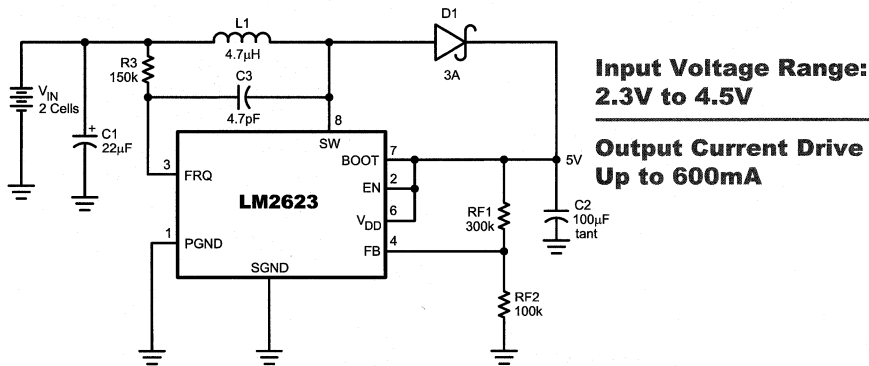 L1
4.7μH
D1
3A
R3
150k
C3
4.7pF
VIN
2 Cells
+
C1
22μF
8
SW
3
FRQ
LM2623
BOOT
7
EN
2
VDD
6
FB
4
1
PGND
SGND
5V
RF1
300k
C2
100μF
tant
RF2
100k
Input Voltage Range:
2.3V to 4.5V
Output Current Drive
Up to 600mA